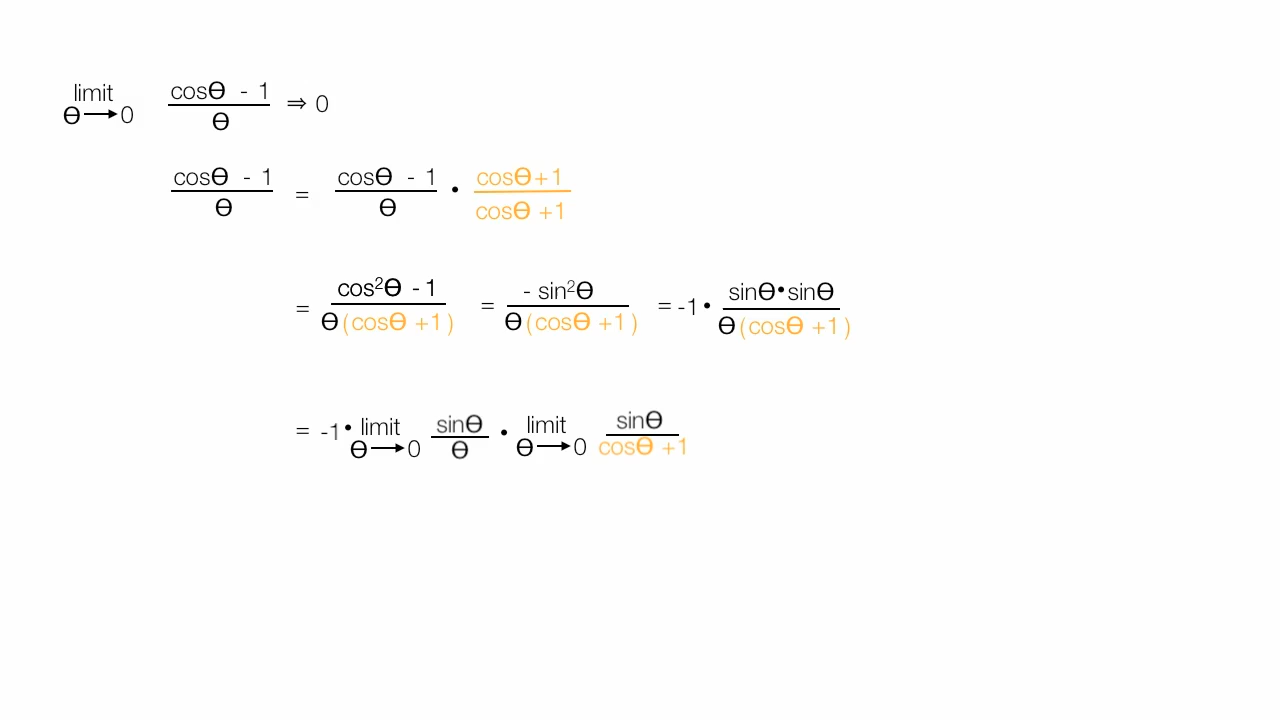 limit θ→0 (cosθ - 1)/θ ⇒ 0
(cosθ - 1)/θ = (cosθ - 1)/θ • (cosθ+1)/(cosθ +1)
= (cos²θ - 1)/(θ(cosθ +1)) = (- sin²θ)/(θ(cosθ +1)) = -1• (sinθ•sinθ)/(θ(cosθ +1))
= -1• limit θ→0 sinθ/θ • limit θ→0 sinθ/(cosθ +1)